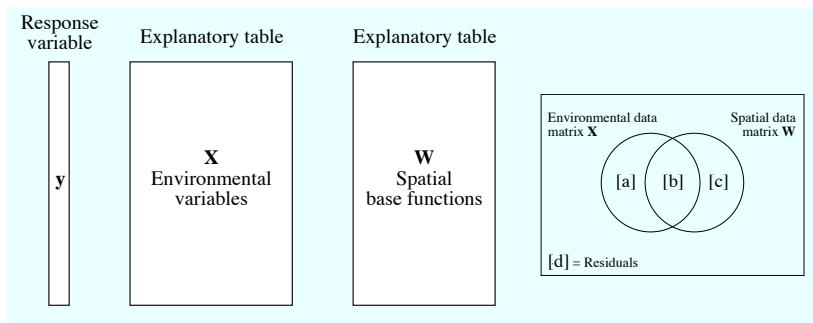 Response
variable
Explanatory table
Explanatory table
y
X
Environmental
variables
W
Spatial
base functions
Environmental data
matrix X
Spatial data
matrix W
[a]
[b]
[c]
[d] = Residuals